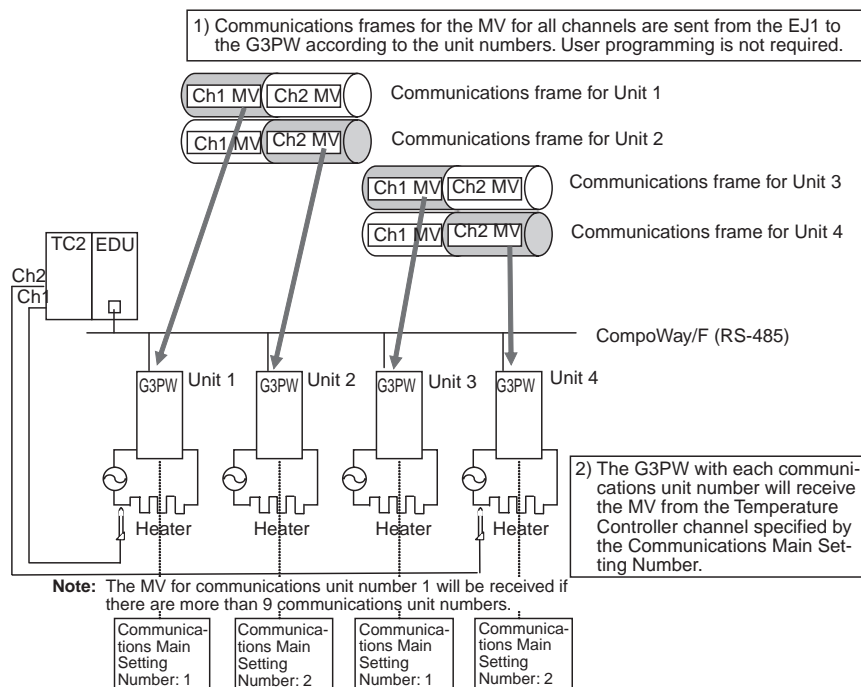 1) Communications frames for the MV for all channels are sent from the EJ1 to
the G3PW according to the unit numbers. User programming is not required.
Ch1 MV
Ch2 MV
Communications frame for Unit 1
Ch1 MV
Ch2 MV
Communications frame for Unit 2
Ch1 MV
Ch2 MV
Communications frame for Unit 3
Ch1 MV
Ch2 MV
Communications frame for Unit 4
TC2
EDU
Ch2
Ch1
CompoWay/F (RS-485)
G3PW
Unit 1
G3PW
Unit 2
G3PW
Unit 3
G3PW
Unit 4
Heater
Heater
Heater
Heater
2) The G3PW with each communi-
cations unit number will receive
the MV from the Temperature
Controller channel specified by
the Communications Main Set-
ting Number.
Note: The MV for communications unit number 1 will be received if
there are more than 9 communications unit numbers.
Communica-
tions Main
Setting
Number: 1
Communica-
tions Main
Setting
Number: 2
Communica-
tions Main
Setting
Number: 1
Communica-
tions Main
Setting
Number: 2